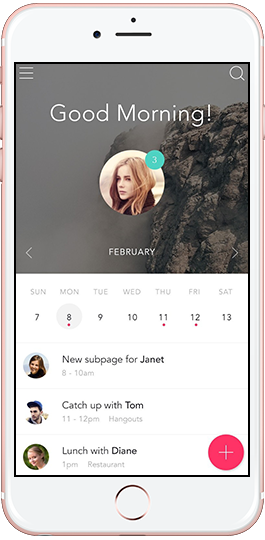 Good Morning!
3
FEBRUARY
SUN MON TUE WED THU FRI SAT
7 8 9 10 11 12 13
New subpage for Janet
8 - 10am
Catch up with Tom
11 - 12pm Hangouts
Lunch with Diane
1pm Restaurant